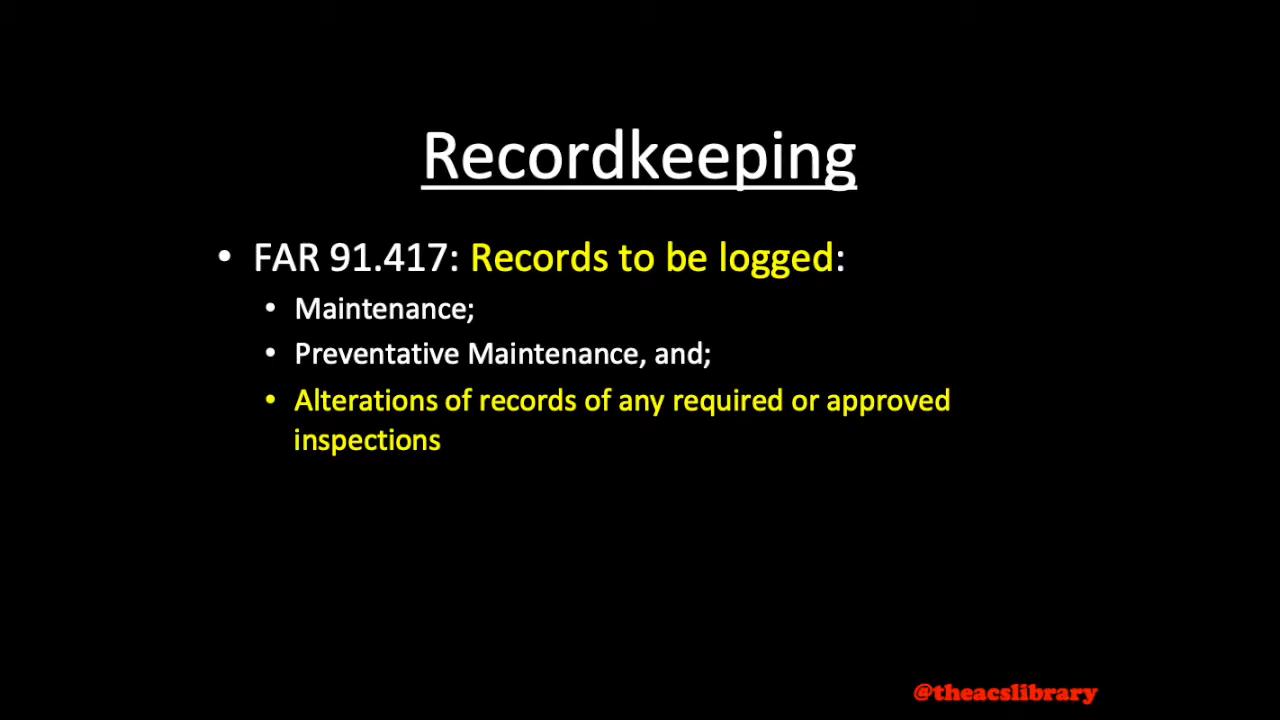 Recordkeeping
• FAR 91.417: Records to be logged:
• Maintenance;
• Preventative Maintenance, and;
• Alterations of records of any required or approved
inspections
@theacslibrary